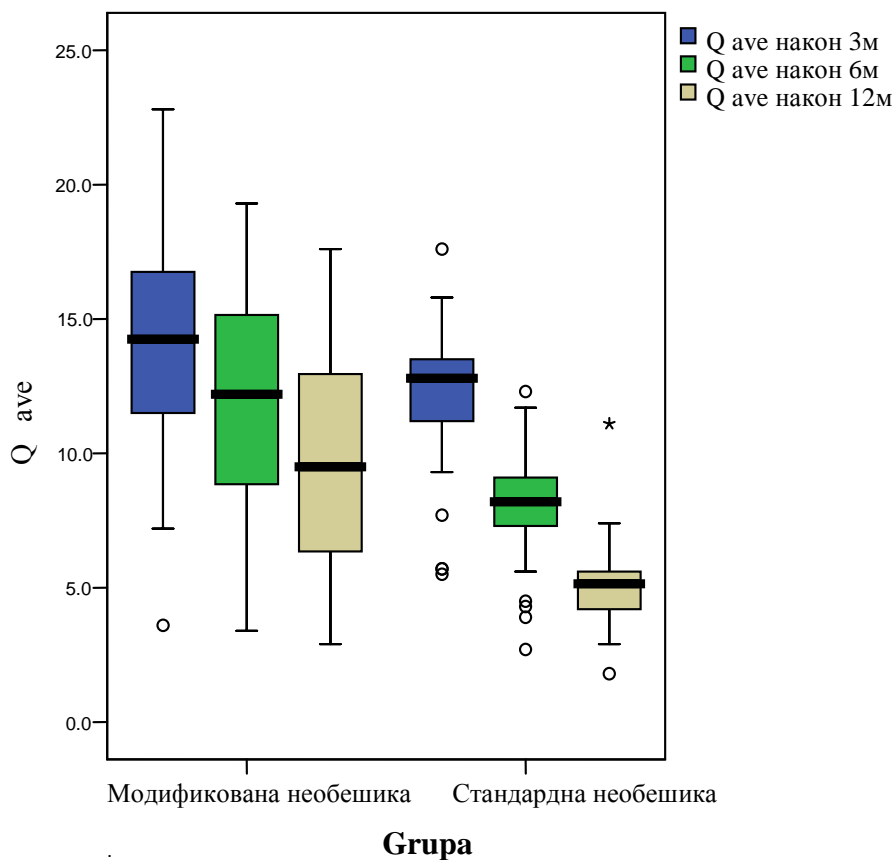 25.0
20.0
15.0
10.0
5.0
0.0
Q ave
Q ave након 3м
Q ave након 6м
Q ave након 12м
Модификована необешика
Стандардна необешика
Grupa